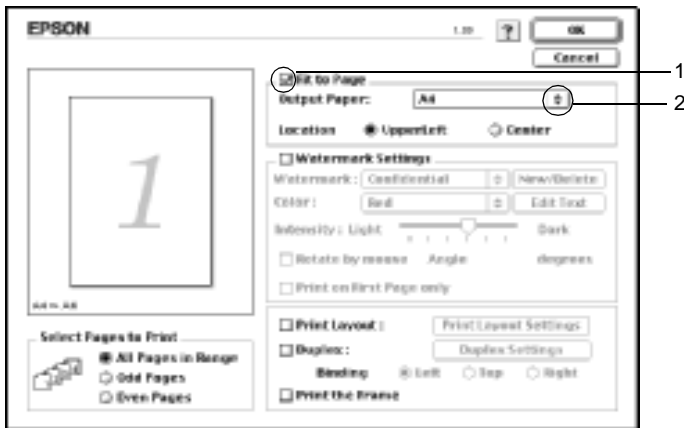 EPSON
1.09
?
OK
Cancel
1
Fit to Page
Output Paper: A4
2
Location UpperLeft Center
1
Watermark Settings
Watermark: Confidential New/Delete
Color: Red Edit Text
Intensity: Light Dark
Rotate by mouse Angle degrees
Print on First Page only
Select Pages to Print
All Pages in Range
Odd Pages
Even Pages
Print Layout: Print Layout Settings
Duplex: Duplex Settings
Binding Left Top Right
Print the Frame